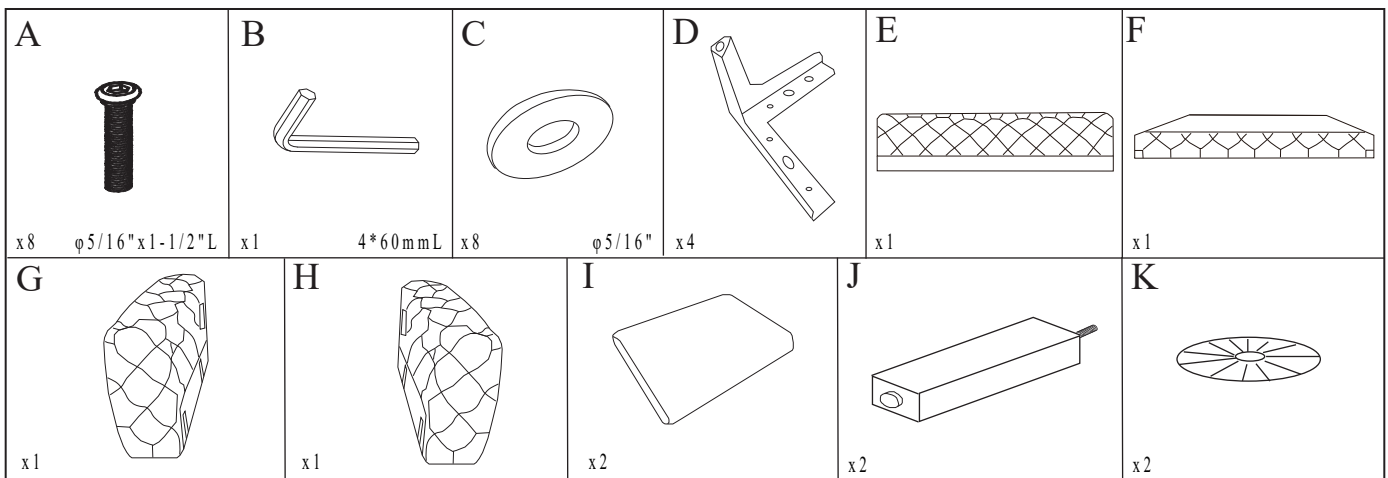 A
B
C
D
E
F
x8 φ5/16"x1-1/2"L
x1 4*60mmL
x8 φ5/16"
x4
x1
x1
G
H
I
J
K
x1
x1
x2
x2
x2